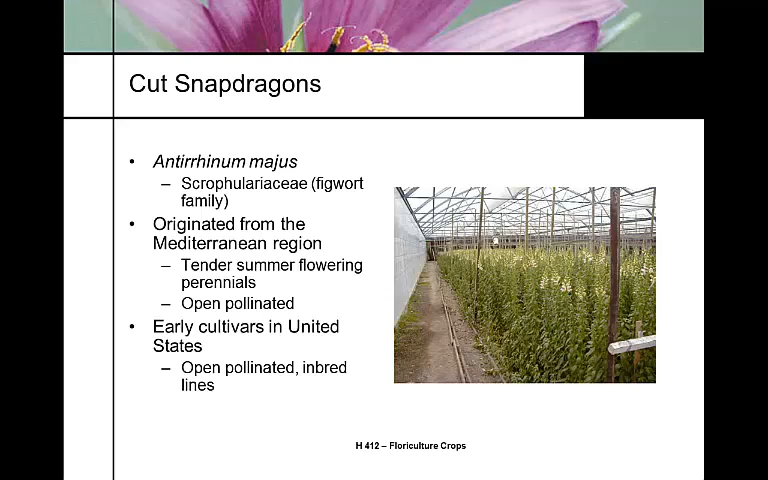 Cut Snapdragons
• Antirrhinum majus
– Scrophulariaceae (figwort
family)
• Originated from the
Mediterranean region
– Tender summer flowering
perennials
– Open pollinated
• Early cultivars in United
States
– Open pollinated, inbred
lines
H 412 – Floriculture Crops